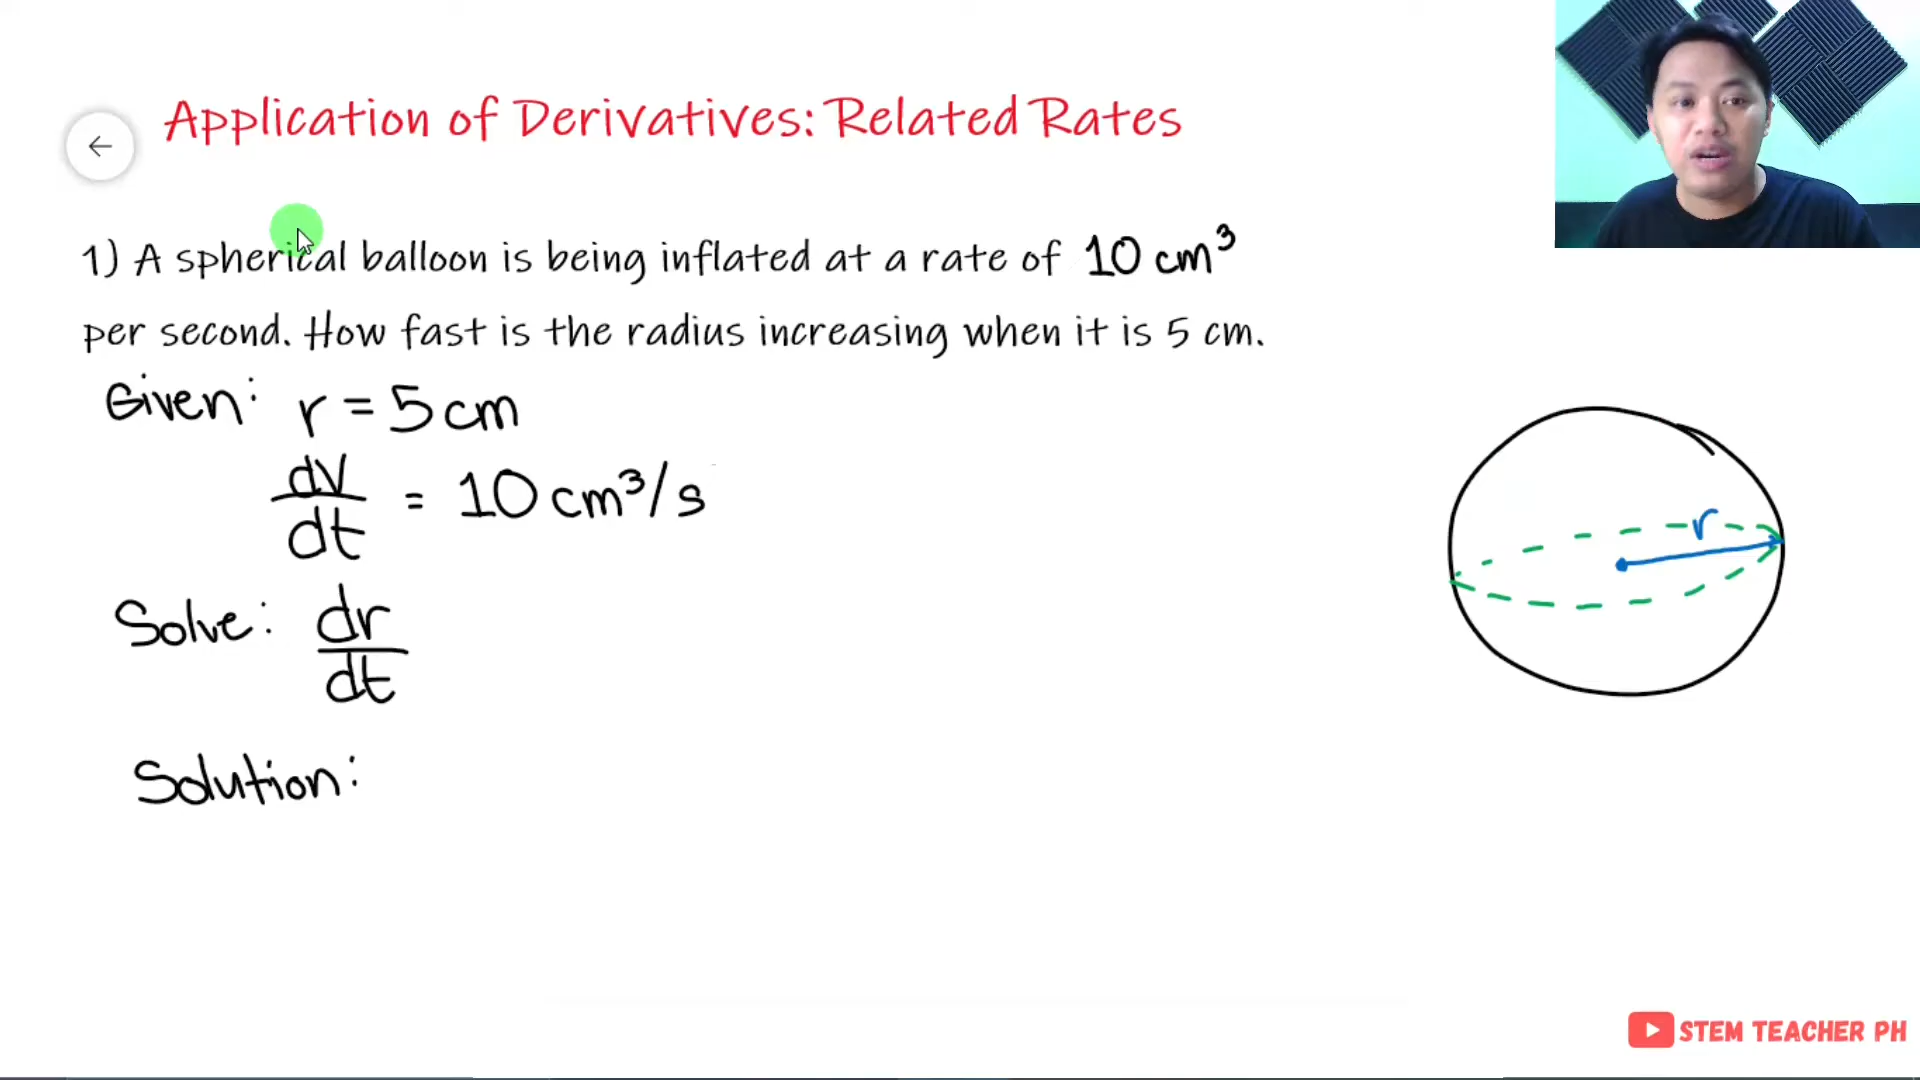 Application of Derivatives: Related Rates
1) A spherical balloon is being inflated at a rate of 10 cm³
per second. How fast is the radius increasing when it is 5 cm.
Given: r = 5 cm
dV/dt = 10 cm³/s
r
Solve: dr/dt
Solution:
STEM TEACHER PH